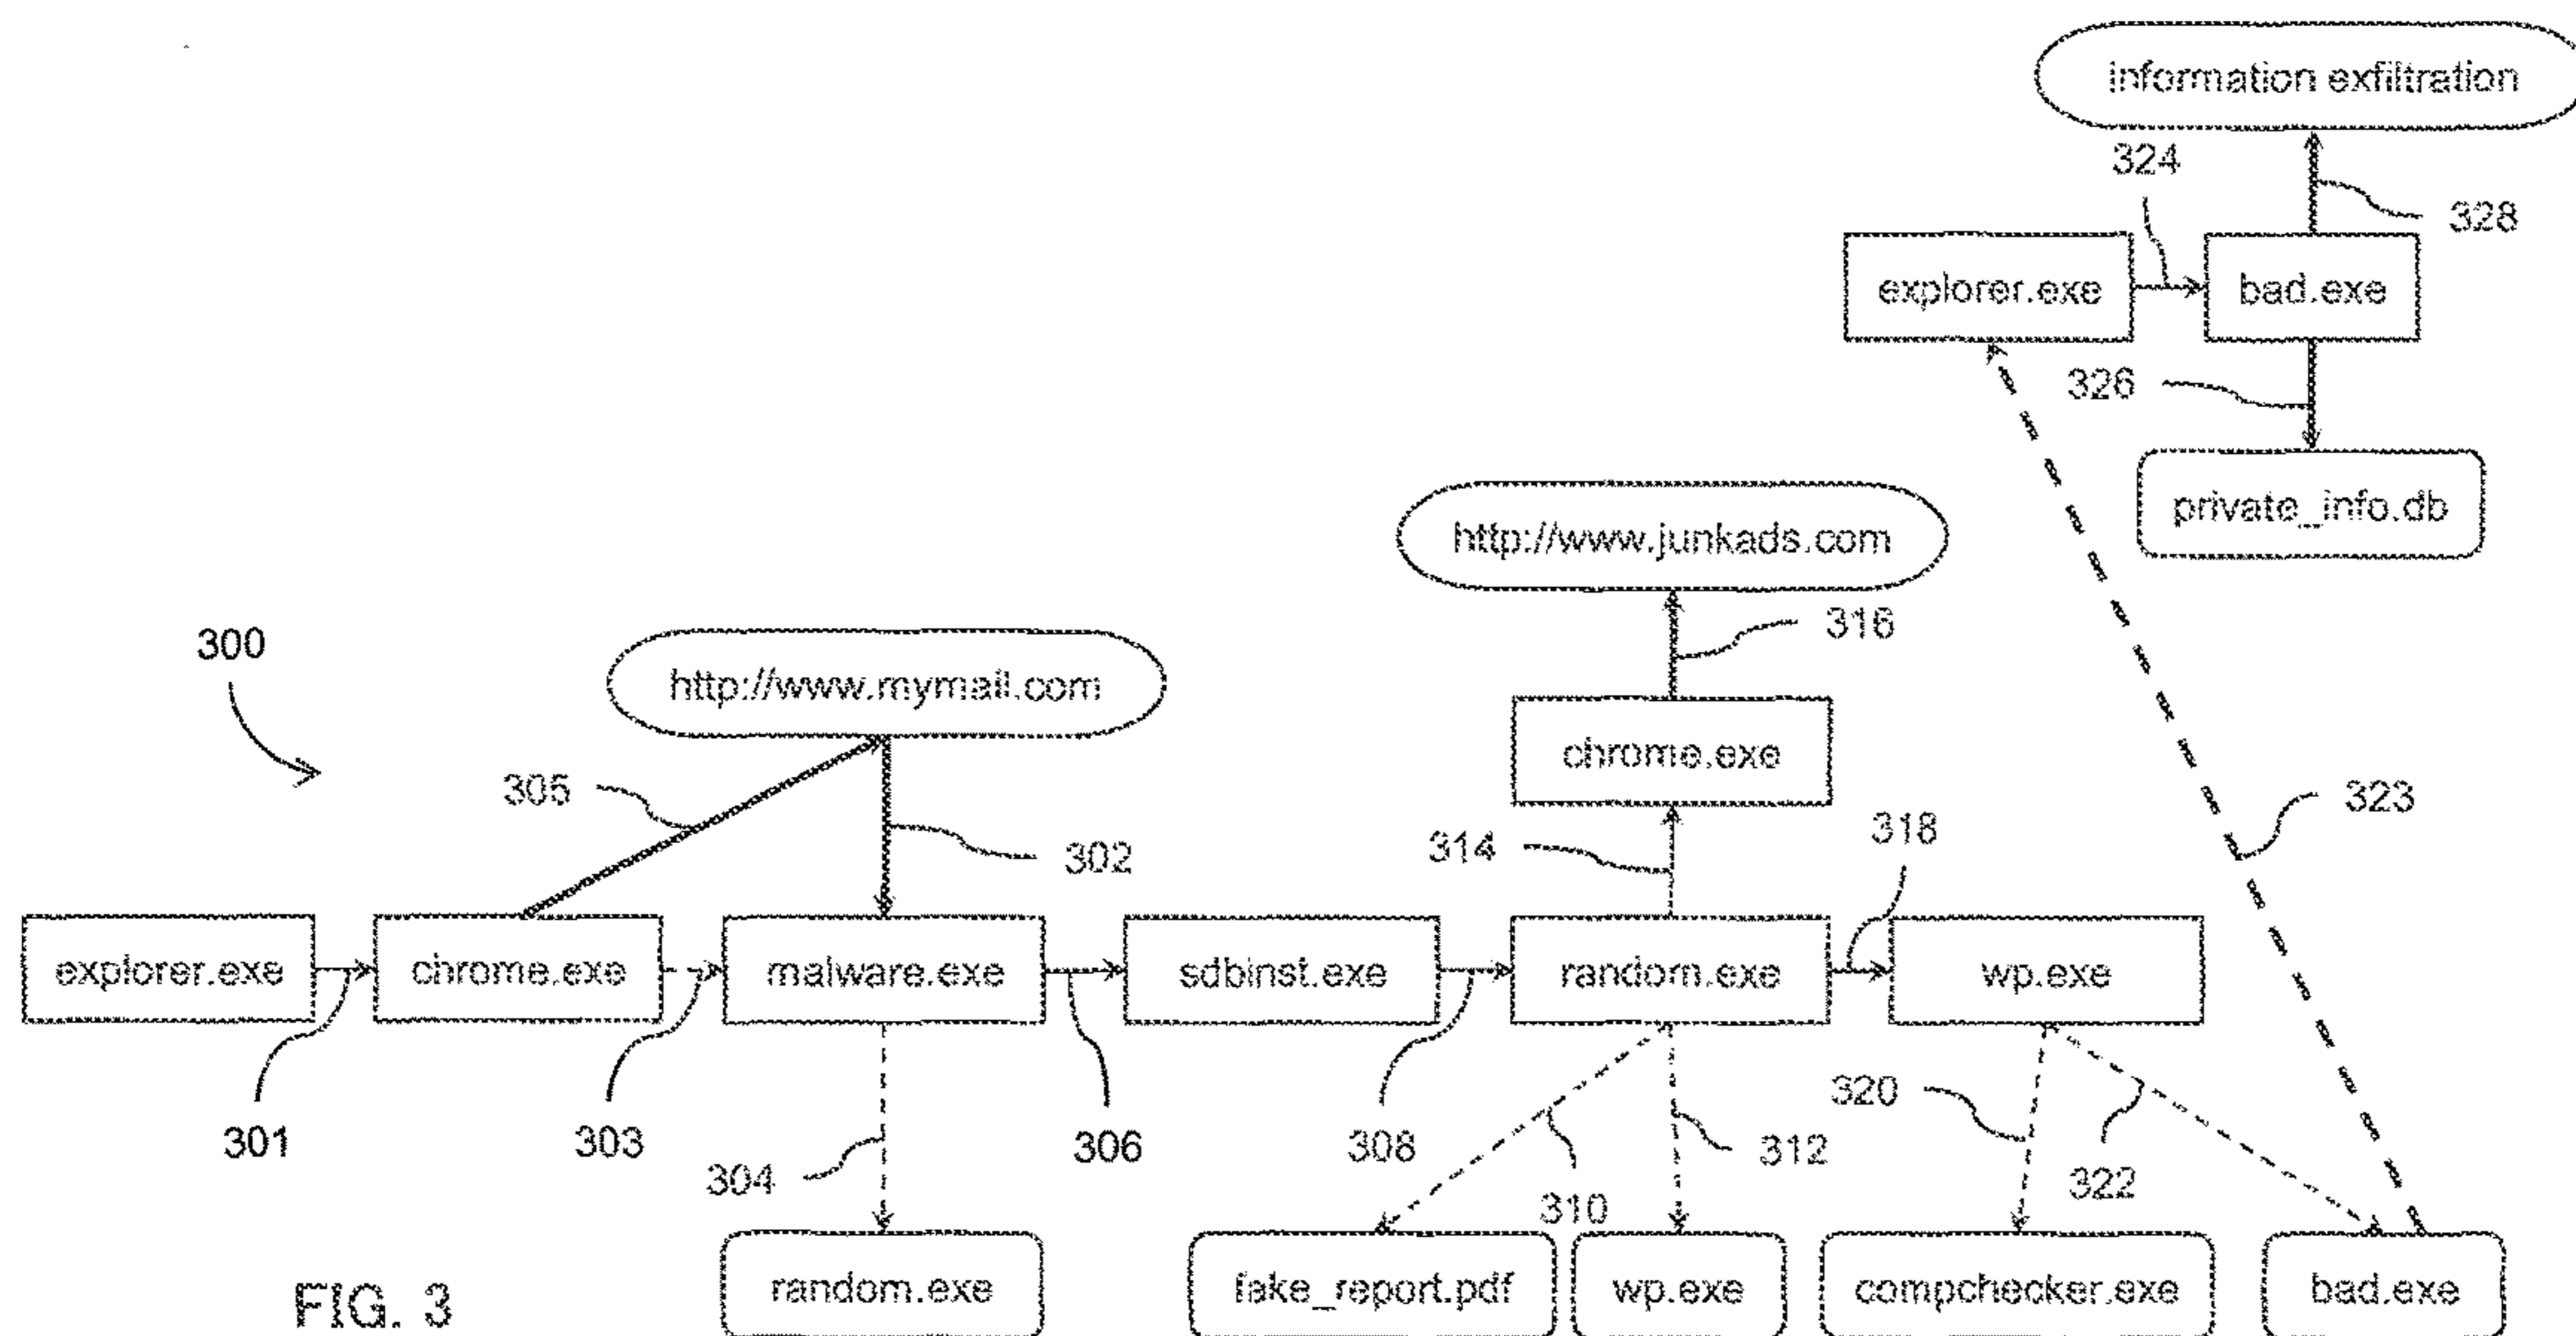 information exfiltration
324
328
explorer.exe
bad.exe
326
private_info.db
http://www.junkads.com
316
300
http://www.mymail.com
chrome.exe
305
323
318
314
302
explorer.exe
chrome.exe
malware.exe
sdbinst.exe
random.exe
wp.exe
320
301
303
306
308
312
304
322
310
random.exe
fake_report.pdf
wp.exe
compchecker.exe
bad.exe
FIG. 3